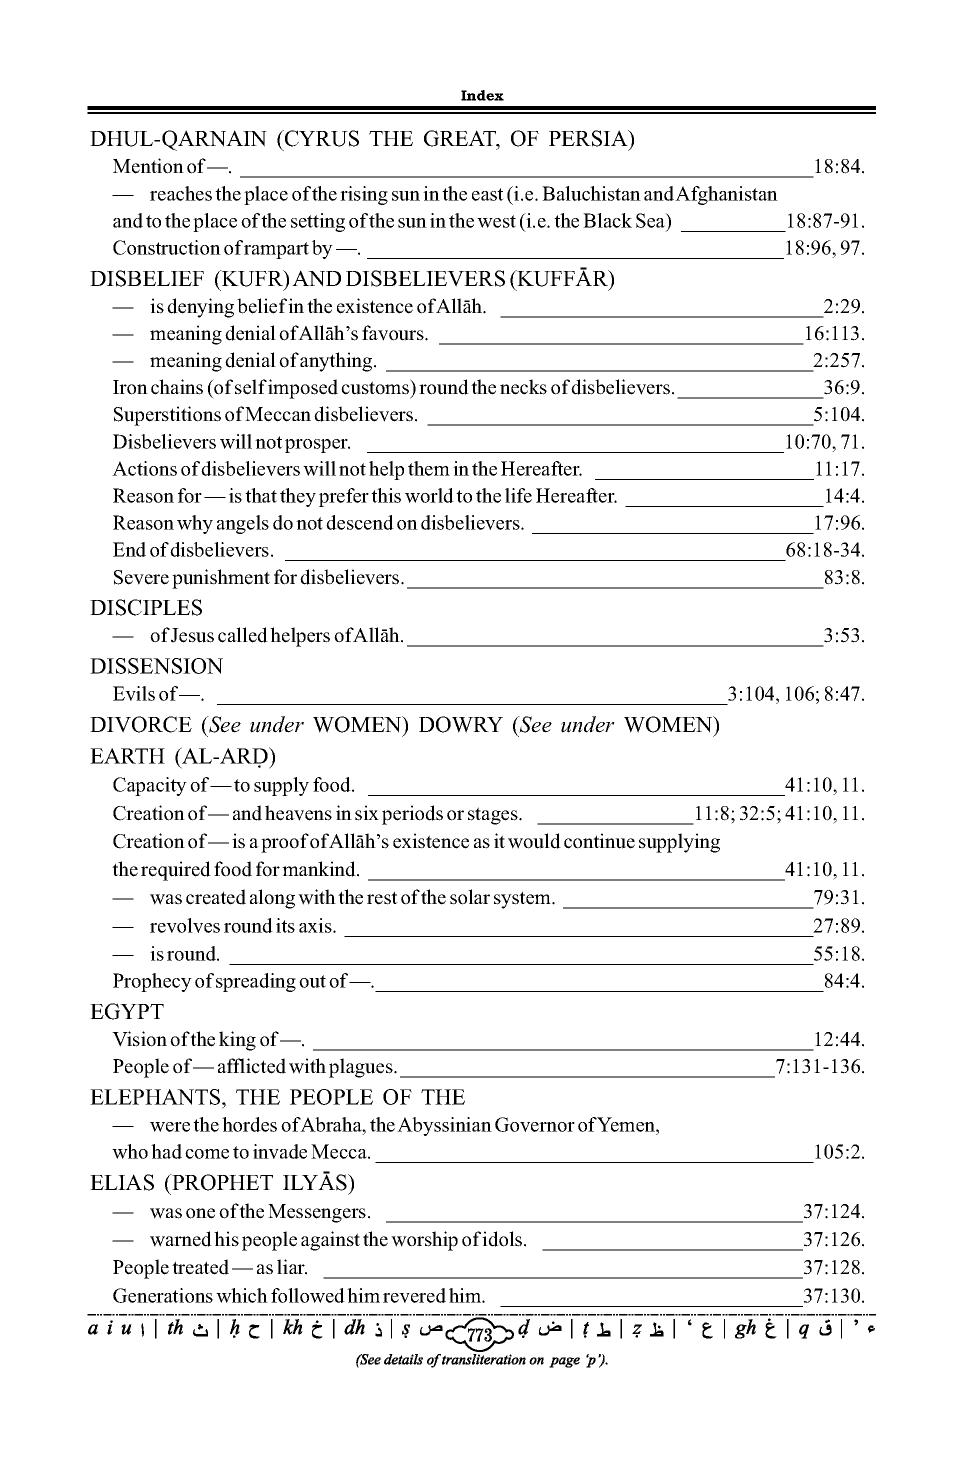 Index
DHUL-QARNAIN (CYRUS THE GREAT, OF PERSIA)
Mention of —. 18:84.
— reaches the place of the rising sun in the east (i.e. Baluchistan and Afghanistan
and to the place of the setting of the sun in the west (i.e. the Black Sea) 18:87-91.
Construction of rampart by —. 18:96, 97.
DISBELIEF (KUFR) AND DISBELIEVERS (KUFFĀR)
— is denying belief in the existence of Allāh. 2:29.
— meaning denial of Allāh's favours. 16:113.
— meaning denial of anything. 2:257.
Iron chains (of self imposed customs) round the necks of disbelievers. 36:9.
Superstitions of Meccan disbelievers. 5:104.
Disbelievers will not prosper. 10:70, 71.
Actions of disbelievers will not help them in the Hereafter. 11:17.
Reason for — is that they prefer this world to the life Hereafter. 14:4.
Reason why angels do not descend on disbelievers. 17:96.
End of disbelievers. 68:18-34.
Severe punishment for disbelievers. 83:8.
DISCIPLES
— of Jesus called helpers of Allāh. 3:53.
DISSENSION
Evils of —. 3:104, 106; 8:47.
DIVORCE (See under WOMEN) DOWRY (See under WOMEN)
EARTH (AL-ARḌ)
Capacity of — to supply food. 41:10, 11.
Creation of — and heavens in six periods or stages. 11:8; 32:5; 41:10, 11.
Creation of — is a proof of Allāh's existence as it would continue supplying
the required food for mankind. 41:10, 11.
— was created along with the rest of the solar system. 79:31.
— revolves round its axis. 27:89.
— is round. 55:18.
Prophecy of spreading out of —. 84:4.
EGYPT
Vision of the king of —. 12:44.
People of — afflicted with plagues. 7:131-136.
ELEPHANTS, THE PEOPLE OF THE
— were the hordes of Abraha, the Abyssinian Governor of Yemen,
who had come to invade Mecca. 105:2.
ELIAS (PROPHET ILYĀS)
— was one of the Messengers. 37:124.
— warned his people against the worship of idols. 37:126.
People treated — as liar. 37:128.
Generations which followed him revered him. 37:130.
a i u ا | th ث | ḥ ح | kh خ | dh ذ | ṣ ص 773 ḍ ض | ṭ ط | ẓ ظ | ‘ ع | gh غ | q ق | ’ ء
(See details of transliteration on page ‘p’).